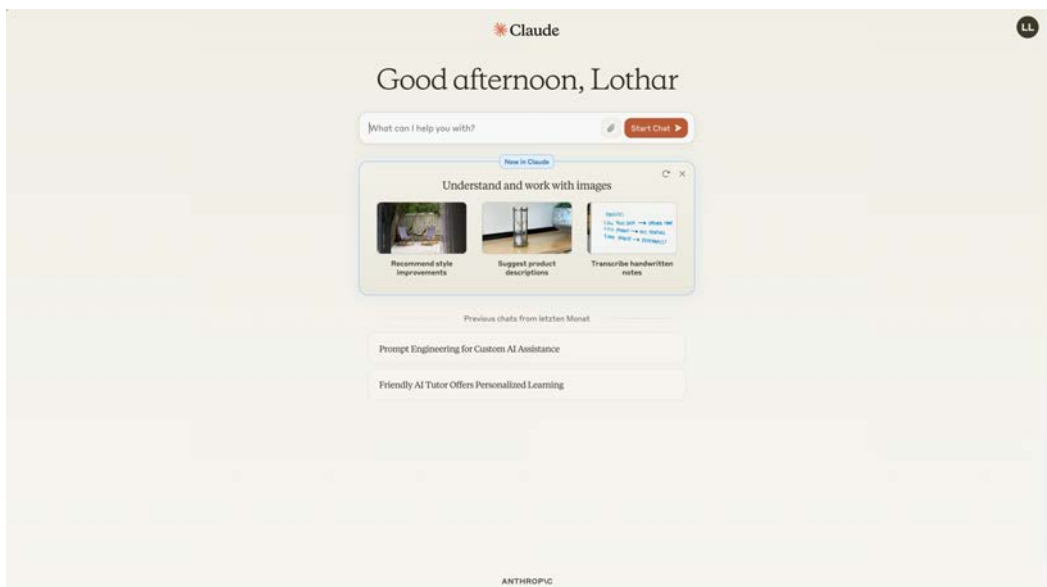 Claude
LL
Good afternoon, Lothar
What can I help you with?
Start Chat
New in Claude
Understand and work with images
Recommend style
improvements
Suggest product
descriptions
Transcribe handwritten
notes
Previous chats from letzten Monat
Prompt Engineering for Custom AI Assistance
Friendly AI Tutor Offers Personalized Learning
ANTHROP\C